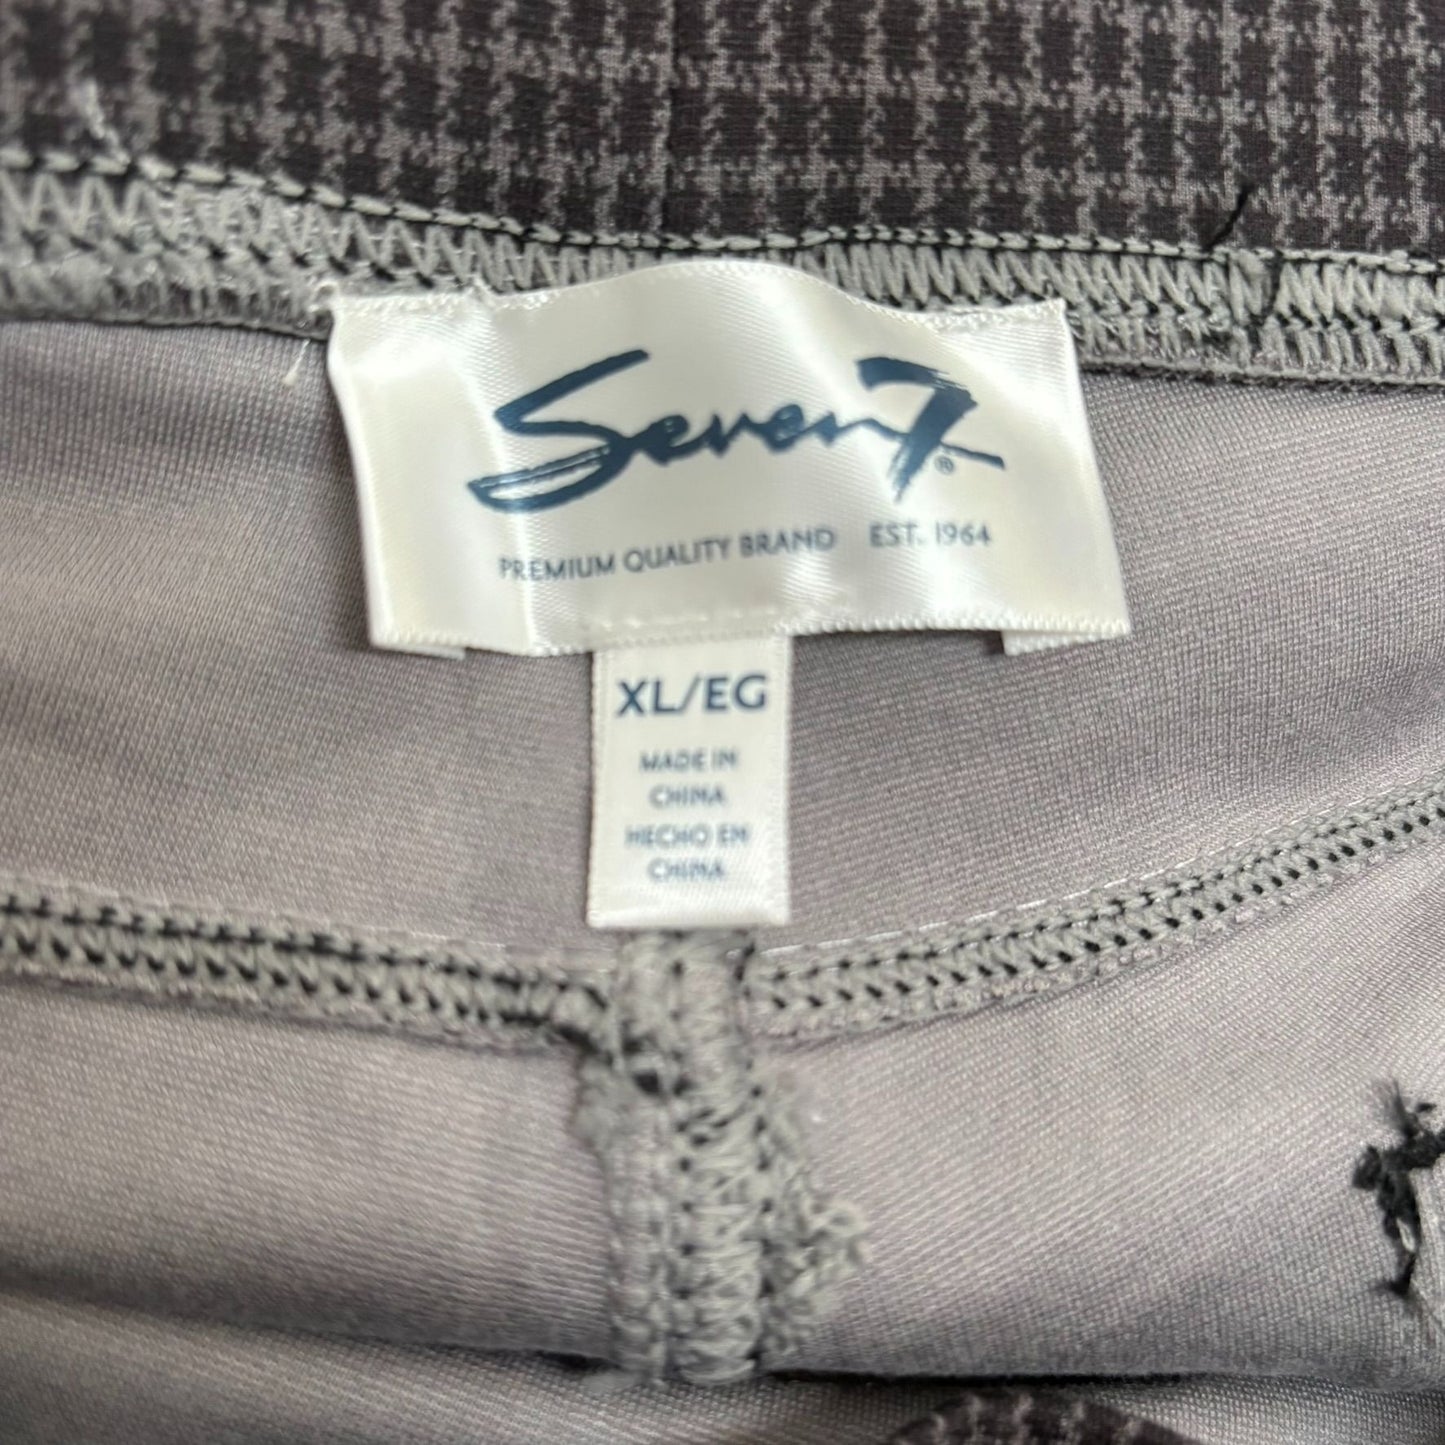 Seven7®
PREMIUM QUALITY BRAND EST. 1964
XL/EG
MADE IN
CHINA
HECHO EN
CHINA